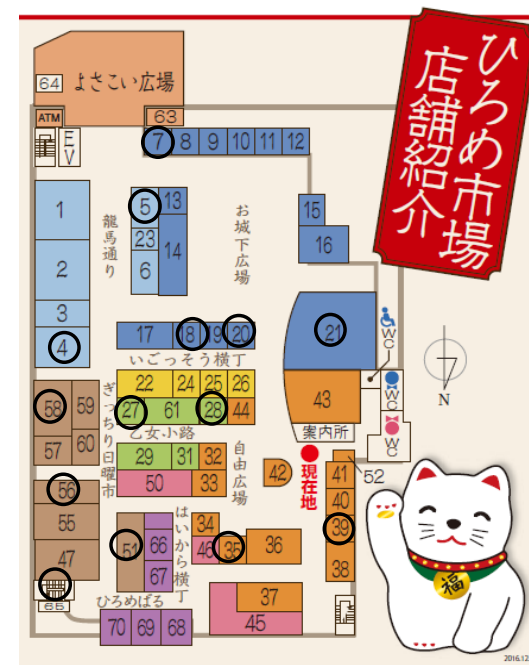 ひろめ市場
店舗紹介
64 よさこい広場
ATM
63
EV
7 8 9 10 11 12
1
2
3
4
龍馬通り
5 13
23
6 14
お城下広場
15
16
17 18 19 20
いごっそう横丁
21
WC
WC
WC
N
22 24 25 26
27 61 28 44
乙女小路
43
案内所
現在地
58 59
57 60
ぎっちり日曜市
29 31 32
50 33
自由広場
42
41
52
40
39
38
56
55
47
65
51 66
67
はいから横丁
34
46 35 36
37
45
ひろめばる
70 69 68
福
2016.12